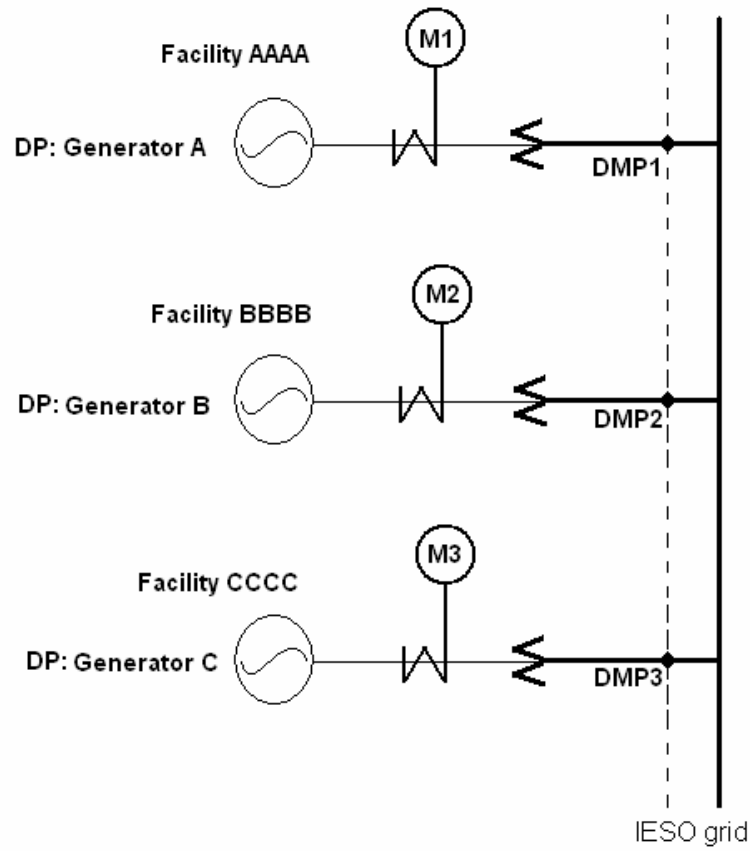 M1
Facility AAAA
DP: Generator A
DMP1
M2
Facility BBBB
DP: Generator B
DMP2
M3
Facility CCCC
DP: Generator C
DMP3
IESO grid